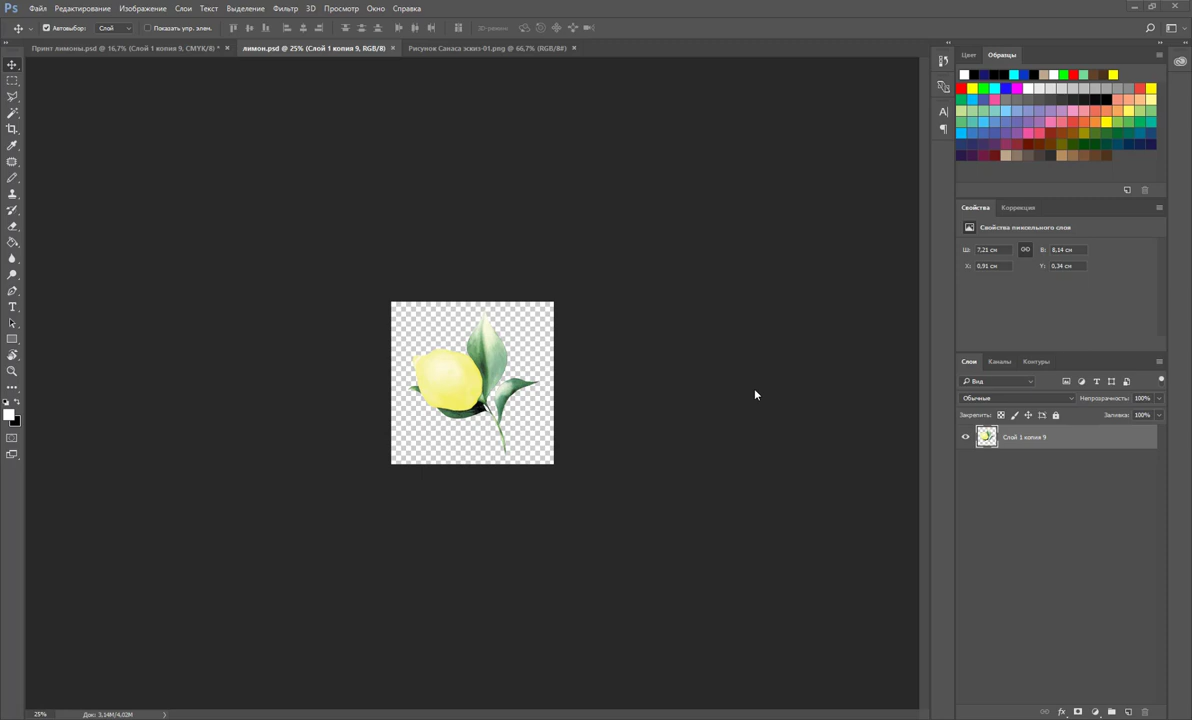 Ps Файл Редактирование Изображение Слои Текст Выделение Фильтр 3D Просмотр Окно Справка
Автовыбор: Слой Показать упр. элем. 3D-режим:
Принт лимоны.psd @ 16,7% (Слой 1 копия 9, CMYK/8) * × лимон.psd @ 25% (Слой 1 копия 9, RGB/8) × Рисунок Санаса эскиз-01.png @ 66,7% (RGB/8#) ×
Цвет Образцы
Свойства Коррекция
Свойства пиксельного слоя
Ш: 7,21 см В: 8,14 см
X: 0,91 см Y: 0,34 см
Слои Каналы Контуры
Вид
Обычные Непрозрачность: 100%
Закрепить: Заливка: 100%
Слой 1 копия 9
25% Док: 3,14M/4,02M